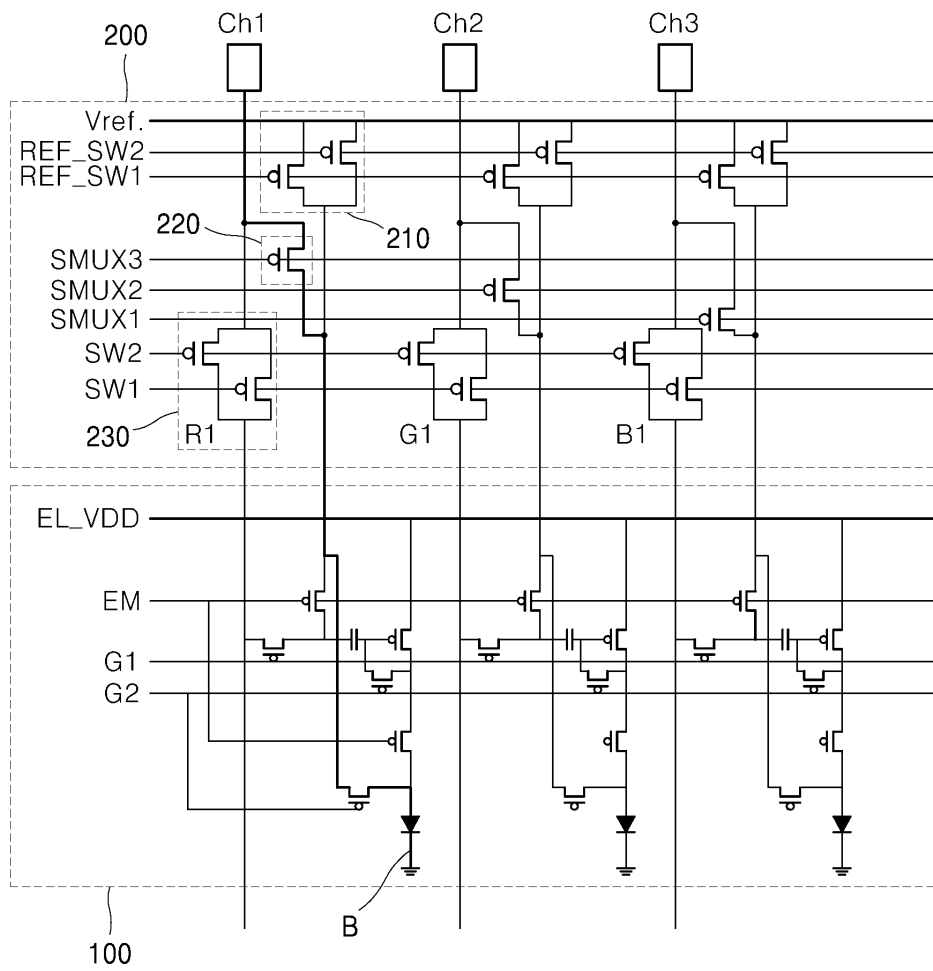 Ch1 Ch2 Ch3
200
Vref.
REF_SW2
REF_SW1
220 210
SMUX3
SMUX2
SMUX1
SW2
SW1
230 R1 G1 B1
EL_VDD
EM
G1
G2
B
100